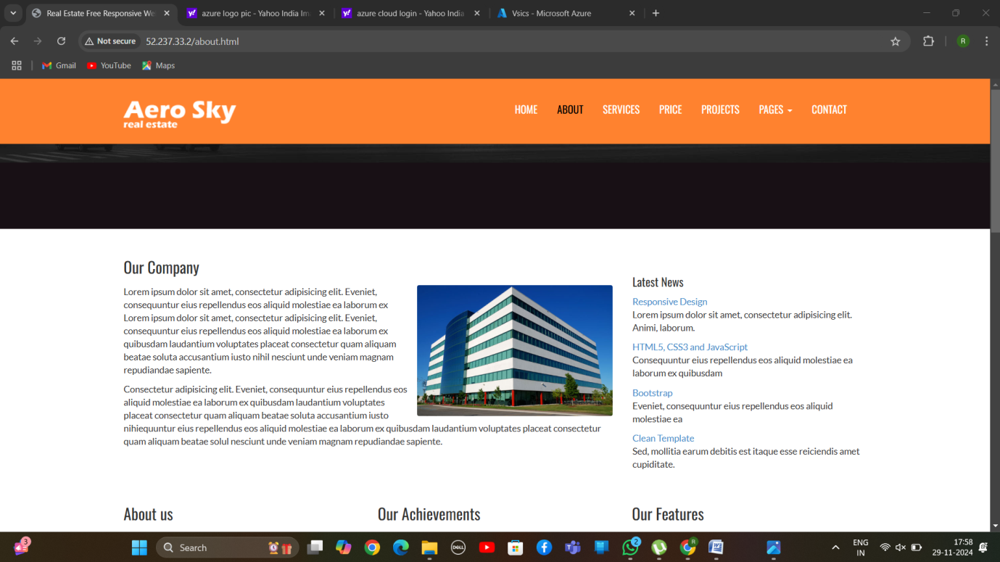 Real Estate Free Responsive We
azure logo pic - Yahoo India Im
azure cloud login - Yahoo India
Vsics - Microsoft Azure
Not secure
52.237.33.2/about.html
R
Gmail
YouTube
Maps
Aero Sky
real estate
HOME
ABOUT
SERVICES
PRICE
PROJECTS
PAGES
CONTACT
Our Company
Lorem ipsum dolor sit amet, consectetur adipisicing elit. Eveniet,
consequuntur eius repellendus eos aliquid molestiae ea laborum ex
Lorem ipsum dolor sit amet, consectetur adipisicing elit. Eveniet,
consequuntur eius repellendus eos aliquid molestiae ea laborum ex
quibusdam laudantium voluptates placeat consectetur quam aliquam
beatae soluta accusantium iusto nihil nesciunt unde veniam magnam
repudiandae sapiente.
Consectetur adipisicing elit. Eveniet, consequuntur eius repellendus eos
aliquid molestiae ea laborum ex quibusdam laudantium voluptates
placeat consectetur quam aliquam beatae soluta accusantium iusto
nihiequuntur eius repellendus eos aliquid molestiae ea laborum ex quibusdam laudantium voluptates placeat consectetur
quam aliquam beatae solul nesciunt unde veniam magnam repudiandae sapiente.
Latest News
Responsive Design
Lorem ipsum dolor sit amet, consectetur adipisicing elit.
Animi, laborum.
HTML5, CSS3 and JavaScript
Consequuntur eius repellendus eos aliquid molestiae ea
laborum ex quibusdam
Bootstrap
Eveniet, consequuntur eius repellendus eos aliquid
molestiae ea
Clean Template
Sed, mollitia earum debitis est itaque esse reiciendis amet
cupiditate.
About us
Our Achievements
Our Features
3
Search
DELL
2
R
ENG
IN
17:58
29-11-2024